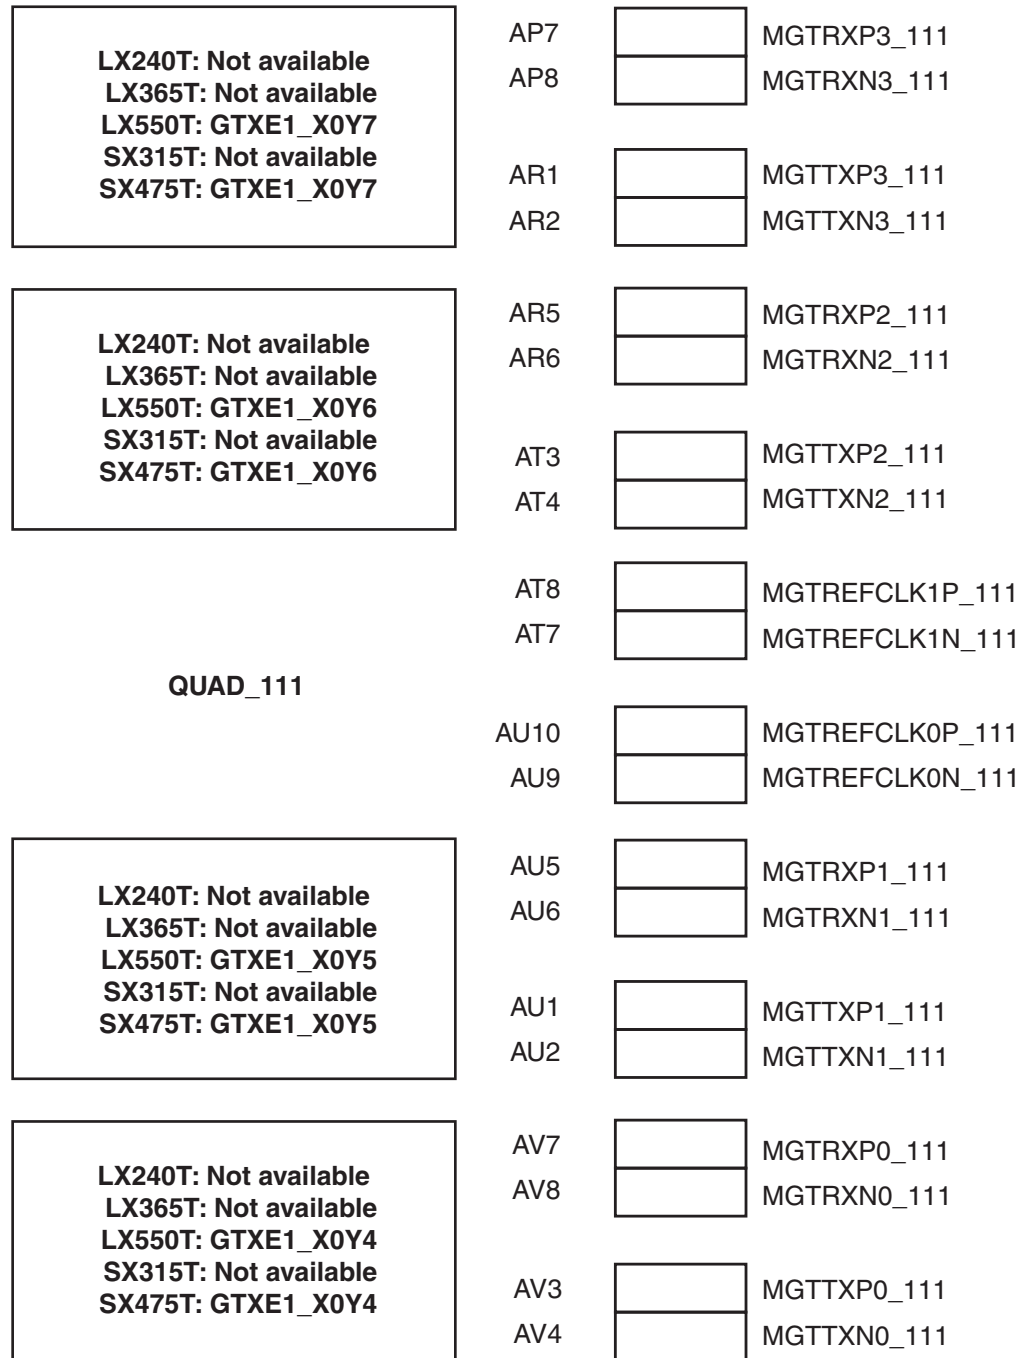 LX240T: Not available
LX365T: Not available
LX550T: GTXE1_X0Y7
SX315T: Not available
SX475T: GTXE1_X0Y7
AP7 MGTRXP3_111
AP8 MGTRXN3_111
AR1 MGTTXP3_111
AR2 MGTTXN3_111
LX240T: Not available
LX365T: Not available
LX550T: GTXE1_X0Y6
SX315T: Not available
SX475T: GTXE1_X0Y6
AR5 MGTRXP2_111
AR6 MGTRXN2_111
AT3 MGTTXP2_111
AT4 MGTTXN2_111
QUAD_111
AT8 MGTREFCLK1P_111
AT7 MGTREFCLK1N_111
AU10 MGTREFCLK0P_111
AU9 MGTREFCLK0N_111
LX240T: Not available
LX365T: Not available
LX550T: GTXE1_X0Y5
SX315T: Not available
SX475T: GTXE1_X0Y5
AU5 MGTRXP1_111
AU6 MGTRXN1_111
AU1 MGTTXP1_111
AU2 MGTTXN1_111
LX240T: Not available
LX365T: Not available
LX550T: GTXE1_X0Y4
SX315T: Not available
SX475T: GTXE1_X0Y4
AV7 MGTRXP0_111
AV8 MGTRXN0_111
AV3 MGTTXP0_111
AV4 MGTTXN0_111